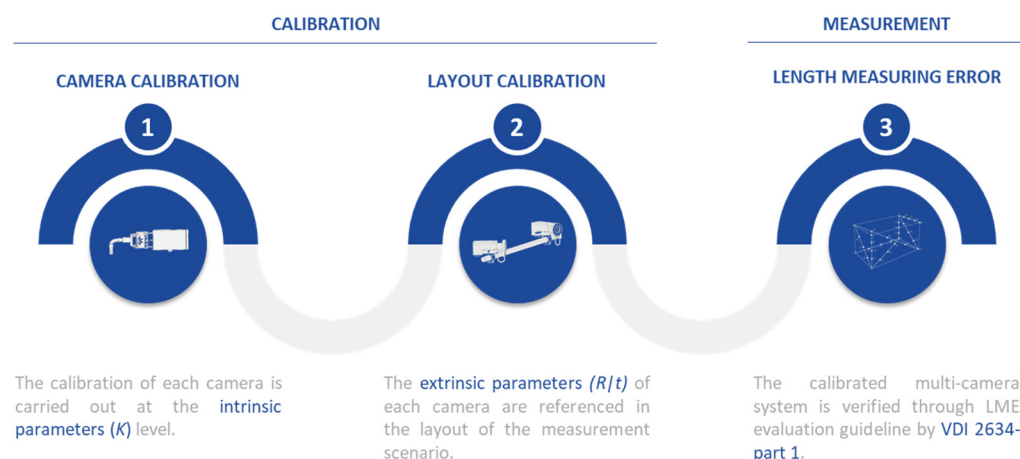 CALIBRATION
MEASUREMENT
CAMERA CALIBRATION
LAYOUT CALIBRATION
LENGTH MEASURING ERROR
1
2
3
The calibration of each camera is
carried out at the intrinsic
parameters (K) level.
The extrinsic parameters (R|t) of
each camera are referenced in
the layout of the measurement
scenario.
The calibrated multi-camera
system is verified through LME
evaluation guideline by VDI 2634-
part 1.